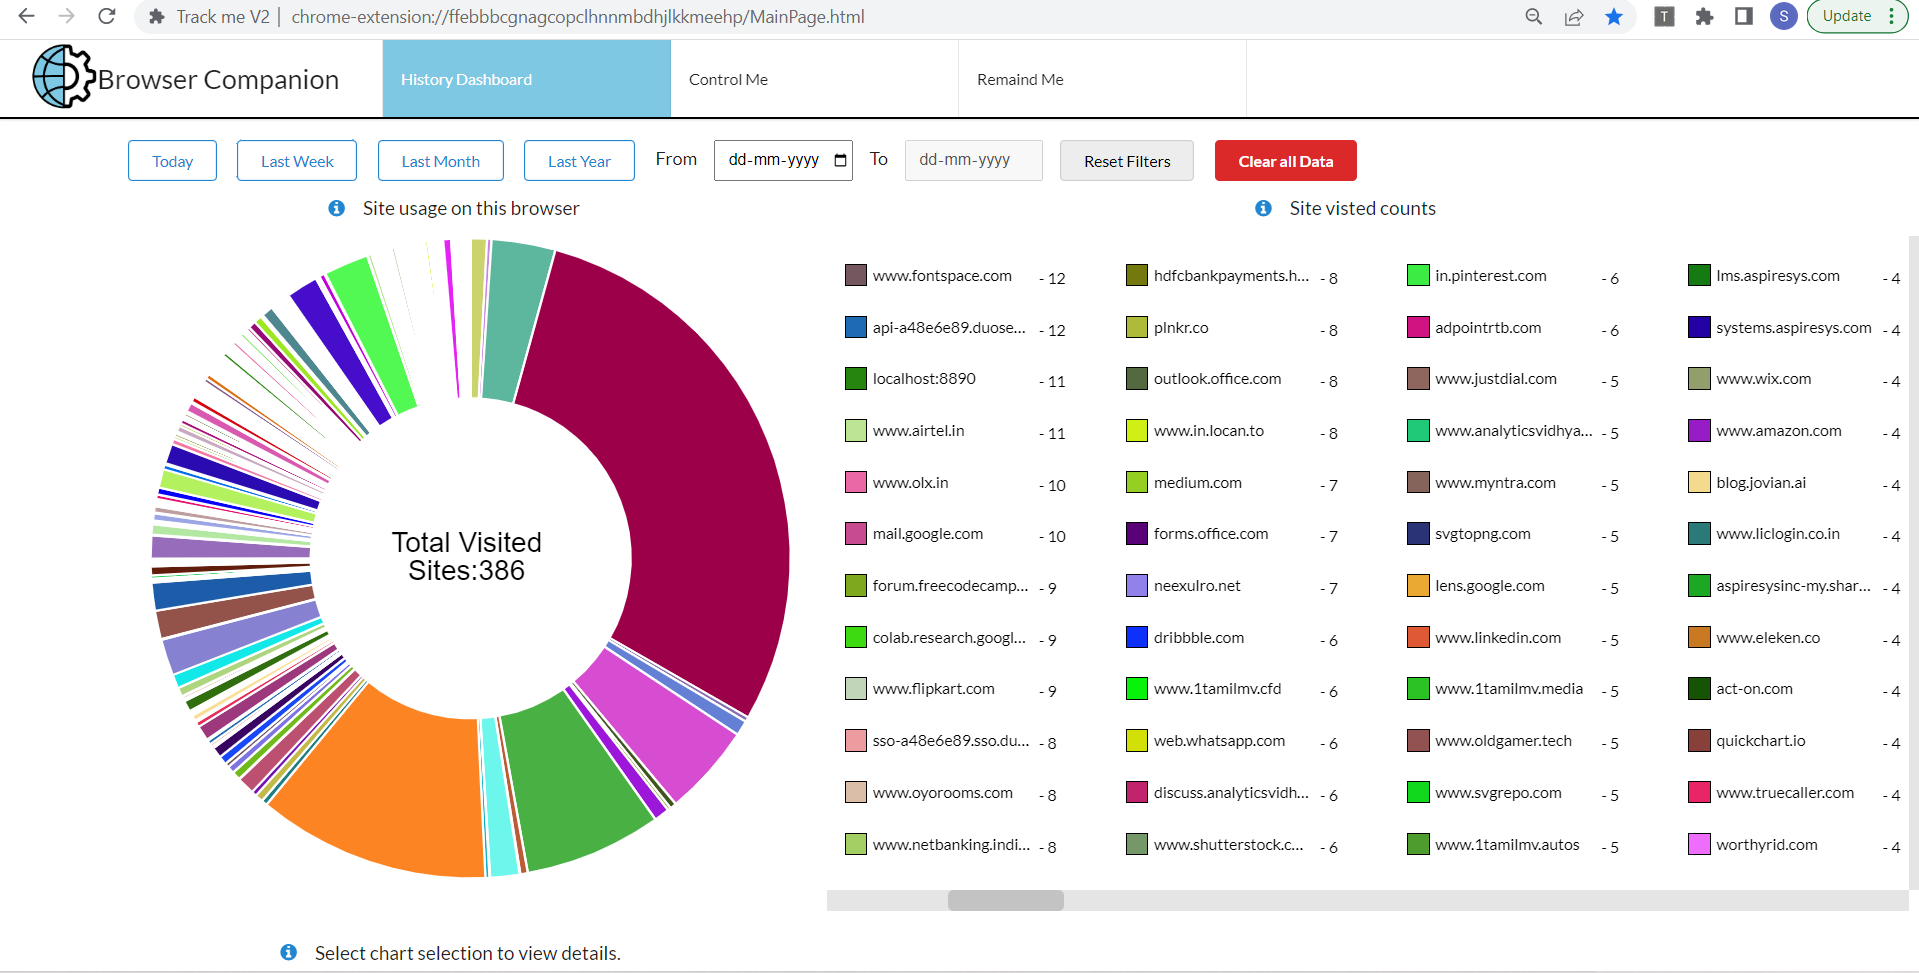 Track me V2 | chrome-extension://ffebbbcgnagcopclhnnmbdhjlkkmeehp/MainPage.html
T
S
Update
Browser Companion
History Dashboard
Control Me
Remaind Me
Today
Last Week
Last Month
Last Year
From
dd-mm-yyyy
To
dd-mm-yyyy
Reset Filters
Clear all Data
Site usage on this browser
Site visted counts
Total Visited
Sites:386
www.fontspace.com - 12
api-a48e6e89.duose... - 12
localhost:8890 - 11
www.airtel.in - 11
www.olx.in - 10
mail.google.com - 10
forum.freecodecamp... - 9
colab.research.googl... - 9
www.flipkart.com - 9
sso-a48e6e89.sso.du... - 8
www.oyorooms.com - 8
www.netbanking.indi... - 8
hdfcbankpayments.h... - 8
plnkr.co - 8
outlook.office.com - 8
www.in.locan.to - 8
medium.com - 7
forms.office.com - 7
neexulro.net - 7
dribbble.com - 6
www.1tamilmv.cfd - 6
web.whatsapp.com - 6
discuss.analyticsvidh... - 6
www.shutterstock.c... - 6
in.pinterest.com - 6
adpointrtb.com - 6
www.justdial.com - 5
www.analyticsvidhya... - 5
www.myntra.com - 5
svgtopng.com - 5
lens.google.com - 5
www.linkedin.com - 5
www.1tamilmv.media - 5
www.oldgamer.tech - 5
www.svgrepo.com - 5
www.1tamilmv.autos - 5
lms.aspiresys.com - 4
systems.aspiresys.com - 4
www.wix.com - 4
www.amazon.com - 4
blog.jovian.ai - 4
www.liclogin.co.in - 4
aspiresysinc-my.shar... - 4
www.eleken.co - 4
act-on.com - 4
quickchart.io - 4
www.truecaller.com - 4
worthyrid.com - 4
Select chart selection to view details.